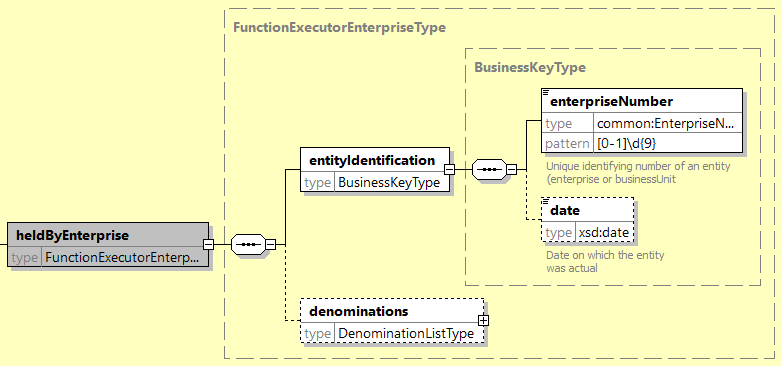 FunctionExecutorEnterpriseType
BusinessKeyType
enterpriseNumber
type common:EnterpriseN...
pattern [0-1]\d{9}
Unique identifying number of an entity
(enterprise or businessUnit
entityIdentification
type BusinessKeyType
date
type xsd:date
Date on which the entity
was actual
heldByEnterprise
type FunctionExecutorEnterp...
denominations
type DenominationListType